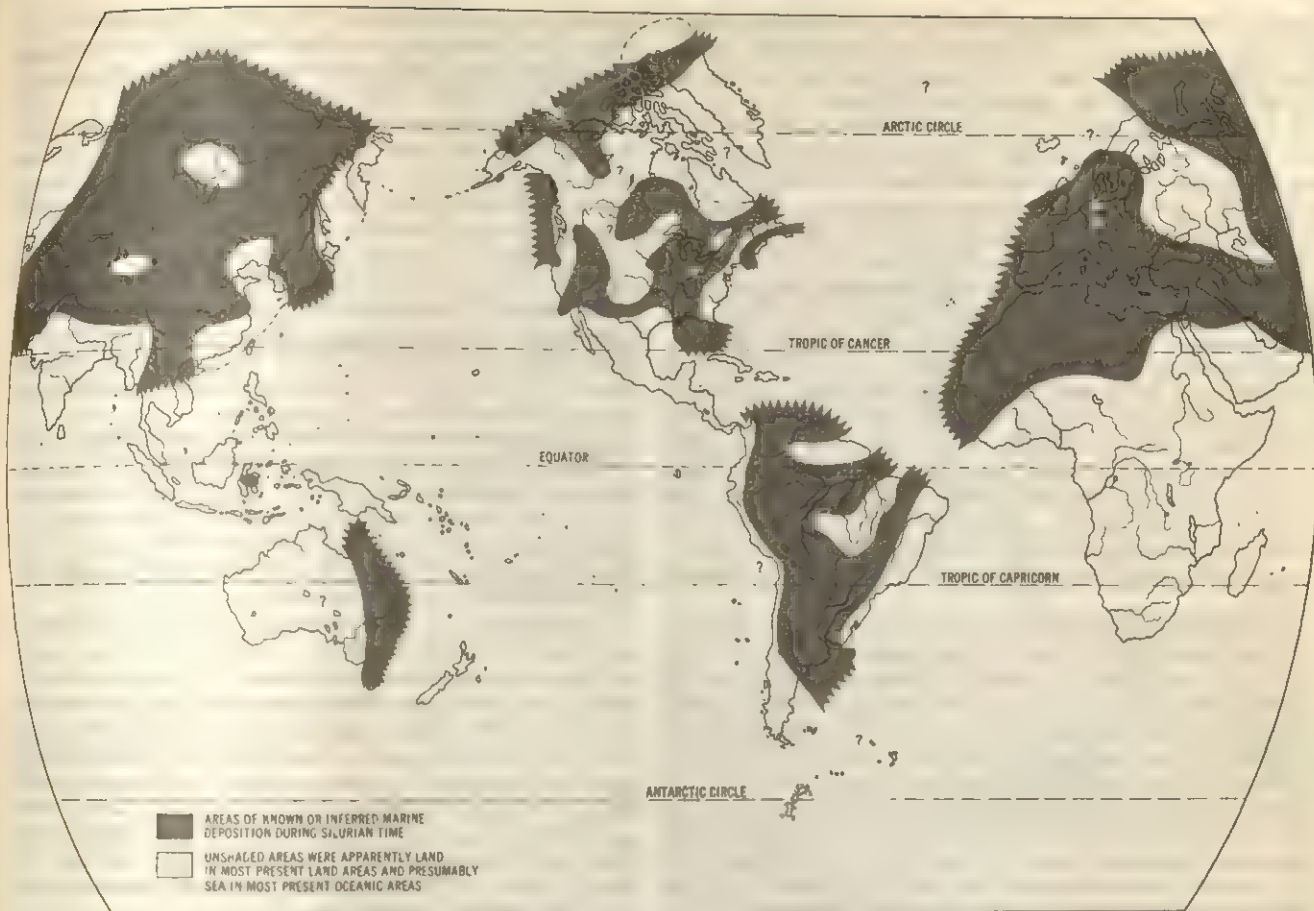 ?
ARCTIC CIRCLE
?
?
?
?
?
TROPIC OF CANCER
EQUATOR
?
TROPIC OF CAPRICORN
?
?
ANTARCTIC CIRCLE
AREAS OF KNOWN OR INFERRED MARINE
DEPOSITION DURING SILURIAN TIME
UNSHADED AREAS WERE APPARENTLY LAND
IN MOST PRESENT LAND AREAS AND PRESUMABLY
SEA IN MOST PRESENT OCEANIC AREAS